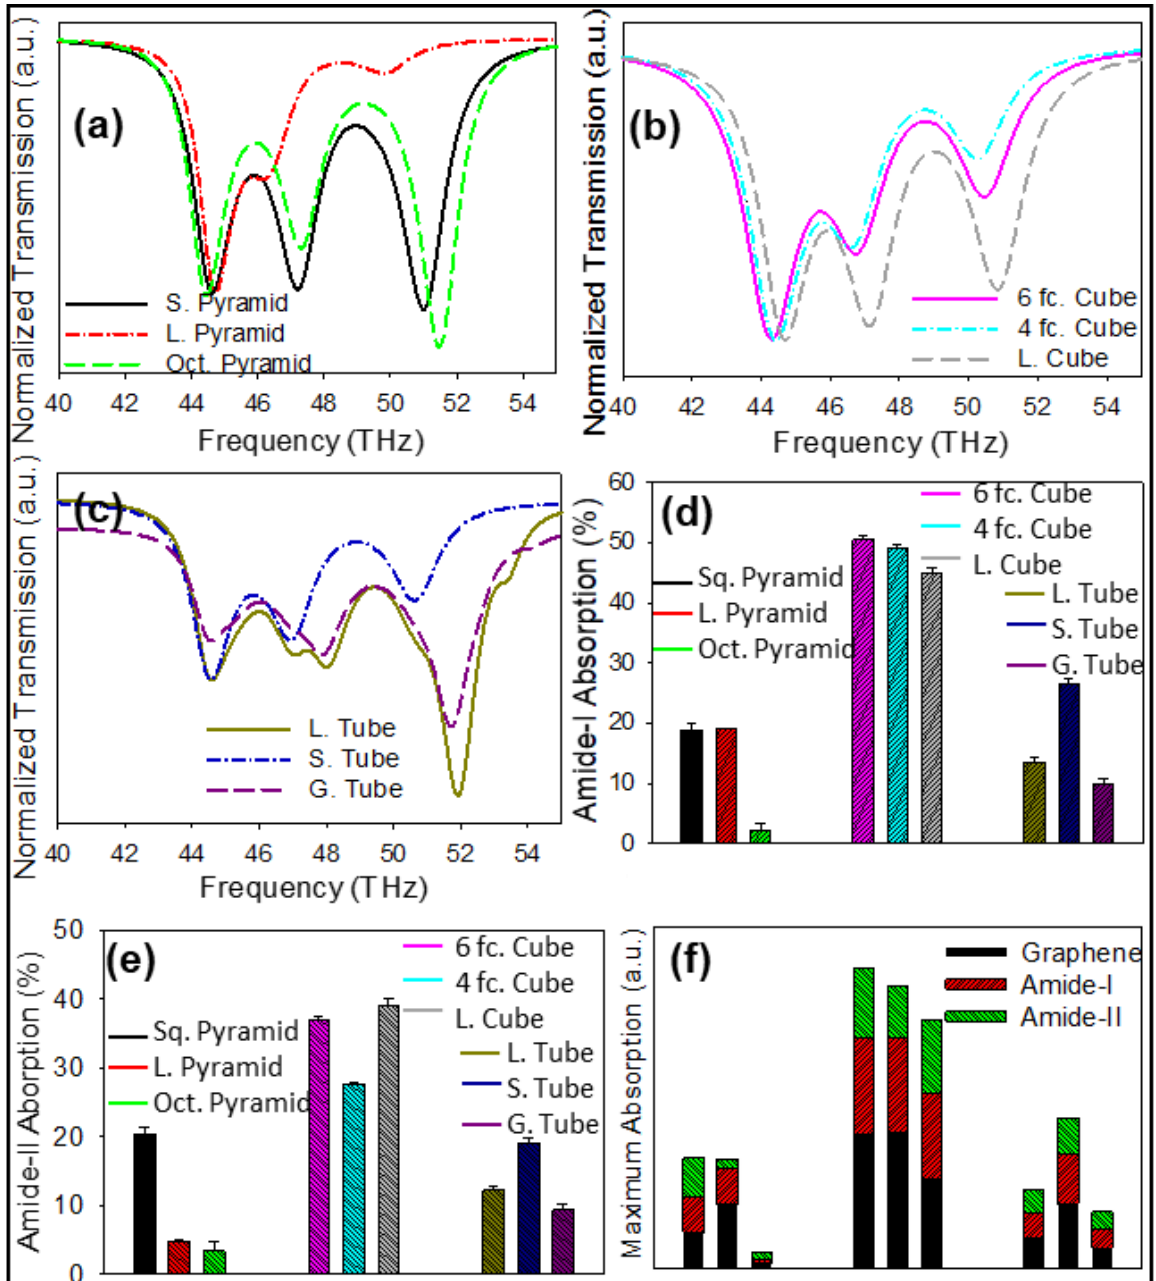 Normalized Transmission (a.u.)
(a)
S. Pyramid
L. Pyramid
Oct. Pyramid
40 42 44 46 48 50 52 54
Frequency (THz)
Normalized Transmission (a.u.)
(b)
6 fc. Cube
4 fc. Cube
L. Cube
40 42 44 46 48 50 52 54
Frequency (THz)
Normalized Transmission (a.u.)
(c)
L. Tube
S. Tube
G. Tube
40 42 44 46 48 50 52 54
Frequency (THz)
Amide-I Absorption (%)
60
50
40
30
20
10
0
(d)
Sq. Pyramid
L. Pyramid
Oct. Pyramid
6 fc. Cube
4 fc. Cube
L. Cube
L. Tube
S. Tube
G. Tube
Amide-II Aborption (%)
50
40
30
20
10
0
(e)
Sq. Pyramid
L. Pyramid
Oct. Pyramid
6 fc. Cube
4 fc. Cube
L. Cube
L. Tube
S. Tube
G. Tube
Maximum Absorption (a.u.)
(f)
Graphene
Amide-I
Amide-II